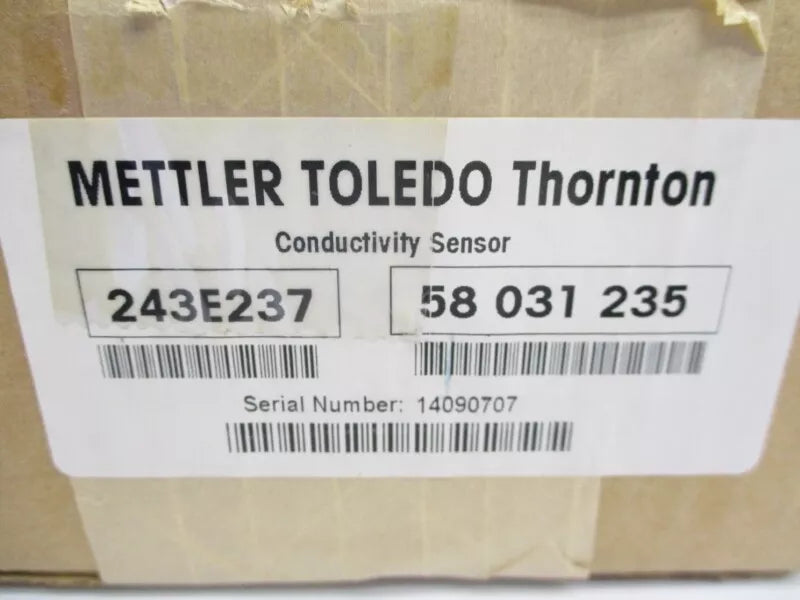 METTLER TOLEDO Thornton
Conductivity Sensor
243E237 58 031 235
Serial Number: 14090707